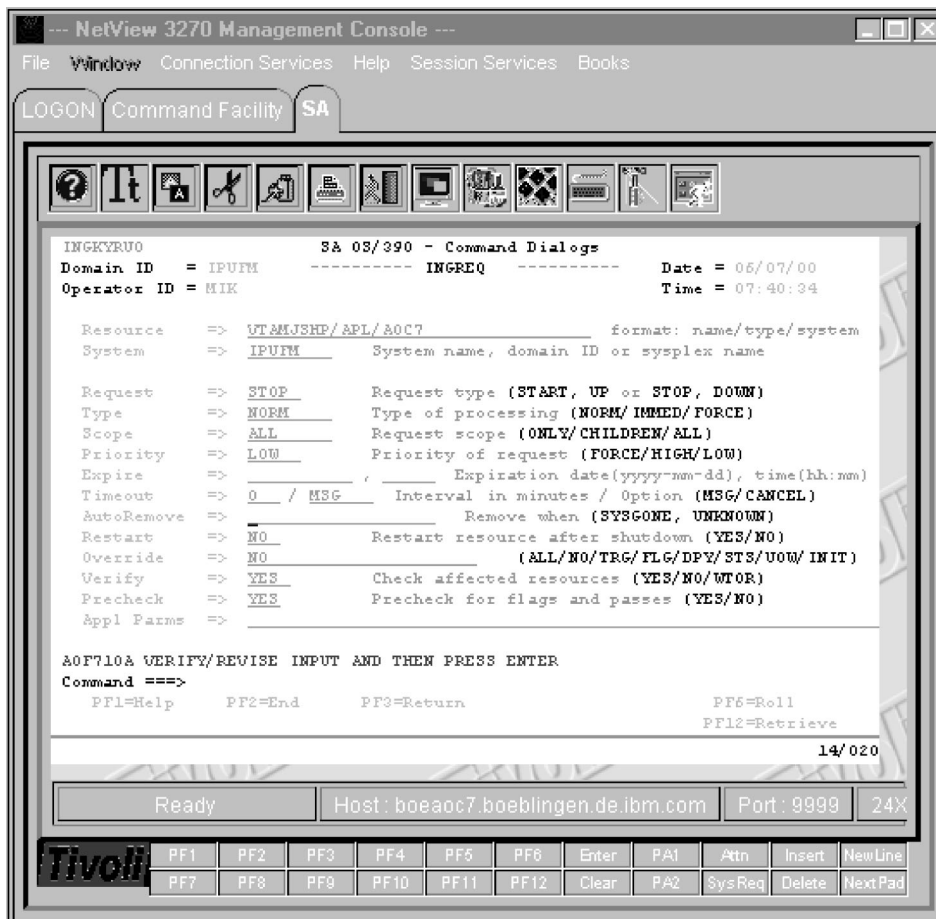 --- NetView 3270 Management Console ---
File Window Connection Services Help Session Services Books
LOGON Command Facility SA
INGKYRU0 SA OS/390 - Command Dialogs
Domain ID = IPUFM ---------- INGREQ ---------- Date = 06/07/00
Operator ID = MIK Time = 07:40:34
Resource => VTAMJSHP/APL/AOC7 format: name/type/system
System => IPUFM System name, domain ID or sysplex name
Request => STOP Request type (START, UP or STOP, DOWN)
Type => NORM Type of processing (NORM/IMMED/FORCE)
Scope => ALL Request scope (ONLY/CHILDREN/ALL)
Priority => LOW Priority of request (FORCE/HIGH/LOW)
Expire => , Expiration date(yyyy-mm-dd), time(hh:mm)
Timeout => 0 / MSG Interval in minutes / Option (MSG/CANCEL)
AutoRemove => Remove when (SYSGONE, UNKNOWN)
Restart => NO Restart resource after shutdown (YES/NO)
Override => NO (ALL/NO/TRG/FLG/DPY/STS/UOW/INIT)
Verify => YES Check affected resources (YES/NO/WTOR)
Precheck => YES Precheck for flags and passes (YES/NO)
Appl Parms =>
AOF710A VERIFY/REVISE INPUT AND THEN PRESS ENTER
Command ===>
PF1=Help PF2=End PF3=Return PF6=Roll
PF12=Retrieve
14/020
Ready Host : boeaoc7.boeblingen.de.ibm.com Port : 9999 24X
Tivoli PF1 PF2 PF3 PF4 PF5 PF6 Enter PA1 Attn Insert NewLine
PF7 PF8 PF9 PF10 PF11 PF12 Clear PA2 SysReq Delete NextPad